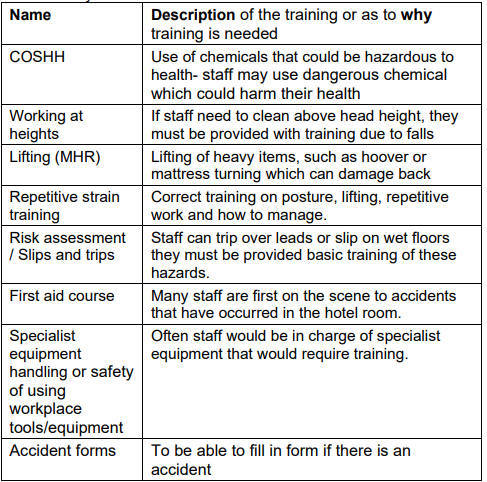 Name
Description of the training or as to why
training is needed
COSHH
Use of chemicals that could be hazardous to
health- staff may use dangerous chemical
which could harm their health
Working at
heights
If staff need to clean above head height, they
must be provided with training due to falls
Lifting (MHR)
Lifting of heavy items, such as hoover or
mattress turning which can damage back
Repetitive strain
training
Correct training on posture, lifting, repetitive
work and how to manage.
Risk assessment
/ Slips and trips
Staff can trip over leads or slip on wet floors
they must be provided basic training of these
hazards.
First aid course
Many staff are first on the scene to accidents
that have occurred in the hotel room.
Specialist
equipment
handling or safety
of using
workplace
tools/equipment
Often staff would be in charge of specialist
equipment that would require training.
Accident forms
To be able to fill in form if there is an
accident